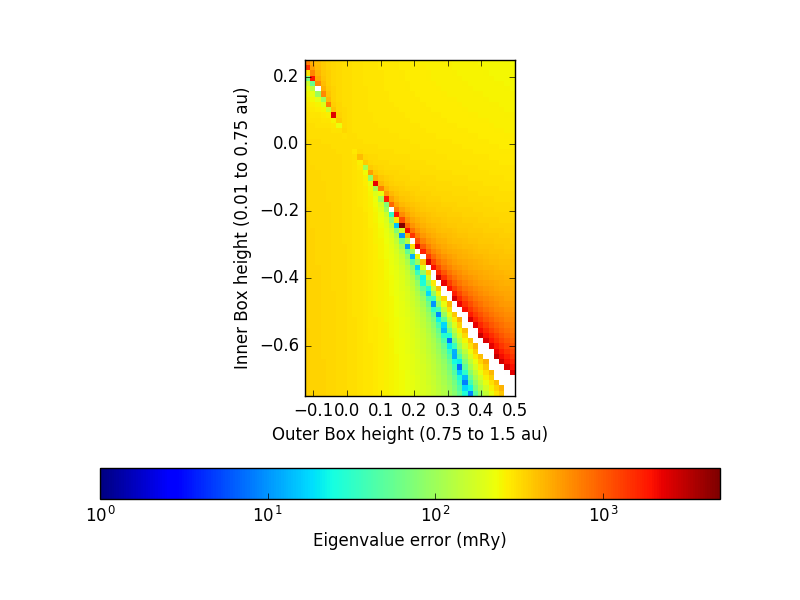 0.2
0.0
−0.2
−0.4
−0.6
Inner Box height (0.01 to 0.75 au)
−0.1 0.0 0.1 0.2 0.3 0.4 0.5
Outer Box height (0.75 to 1.5 au)
10⁰ 10¹ 10² 10³
Eigenvalue error (mRy)